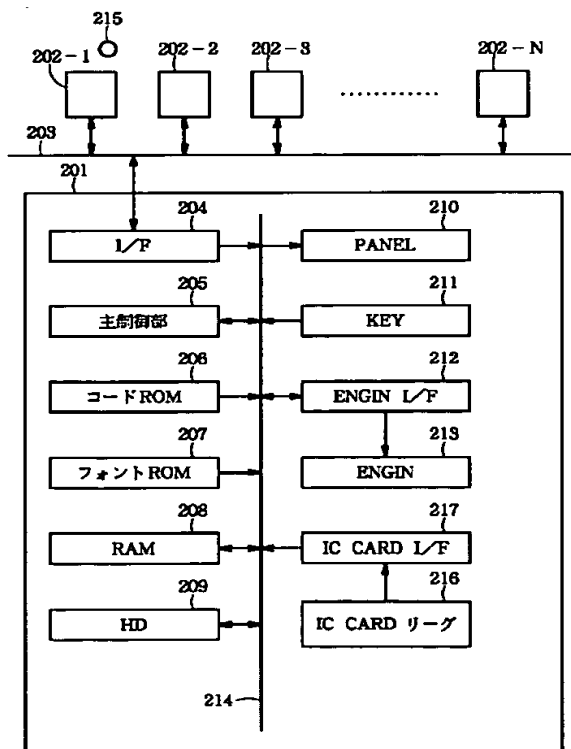 215
202-1
202-2
202-3
202-N
203
201
204
I/F
210
PANEL
205
主制御部
211
KEY
206
コードROM
212
ENGIN I/F
207
フォントROM
213
ENGIN
208
RAM
217
IC CARD I/F
209
HD
216
IC CARD リーグ
214